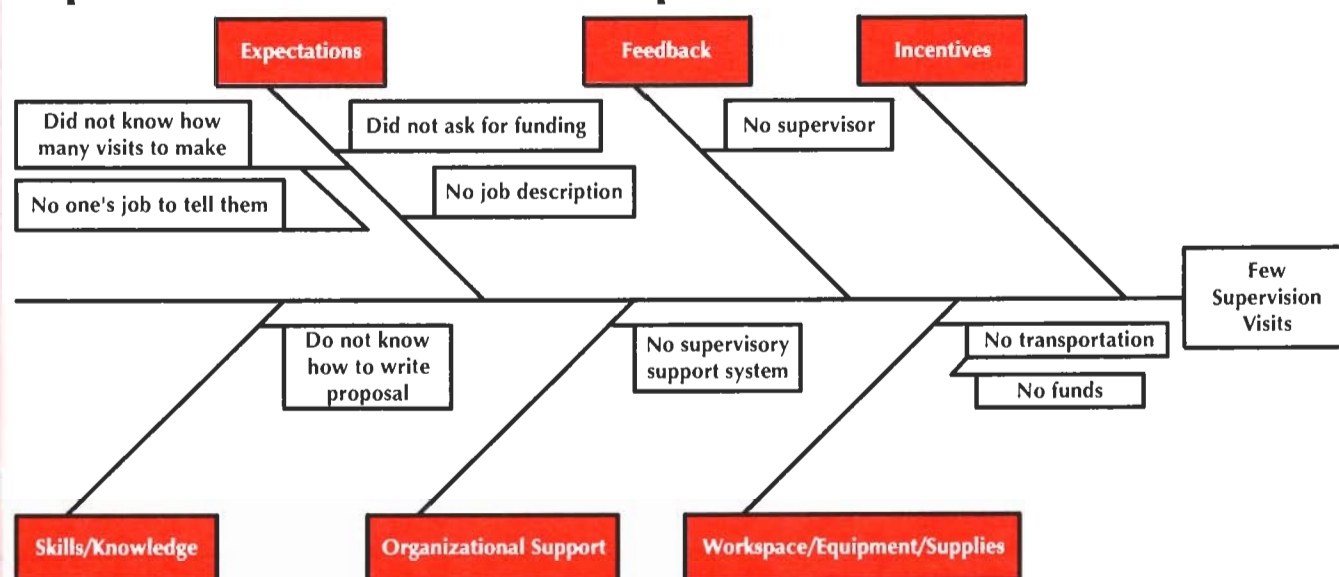 Expectations
Feedback
Incentives
Did not know how
many visits to make
Did not ask for funding
No supervisor
No one's job to tell them
No job description
Few
Supervision
Visits
Do not know
how to write
proposal
No supervisory
support system
No transportation
No funds
Skills/Knowledge
Organizational Support
Workspace/Equipment/Supplies